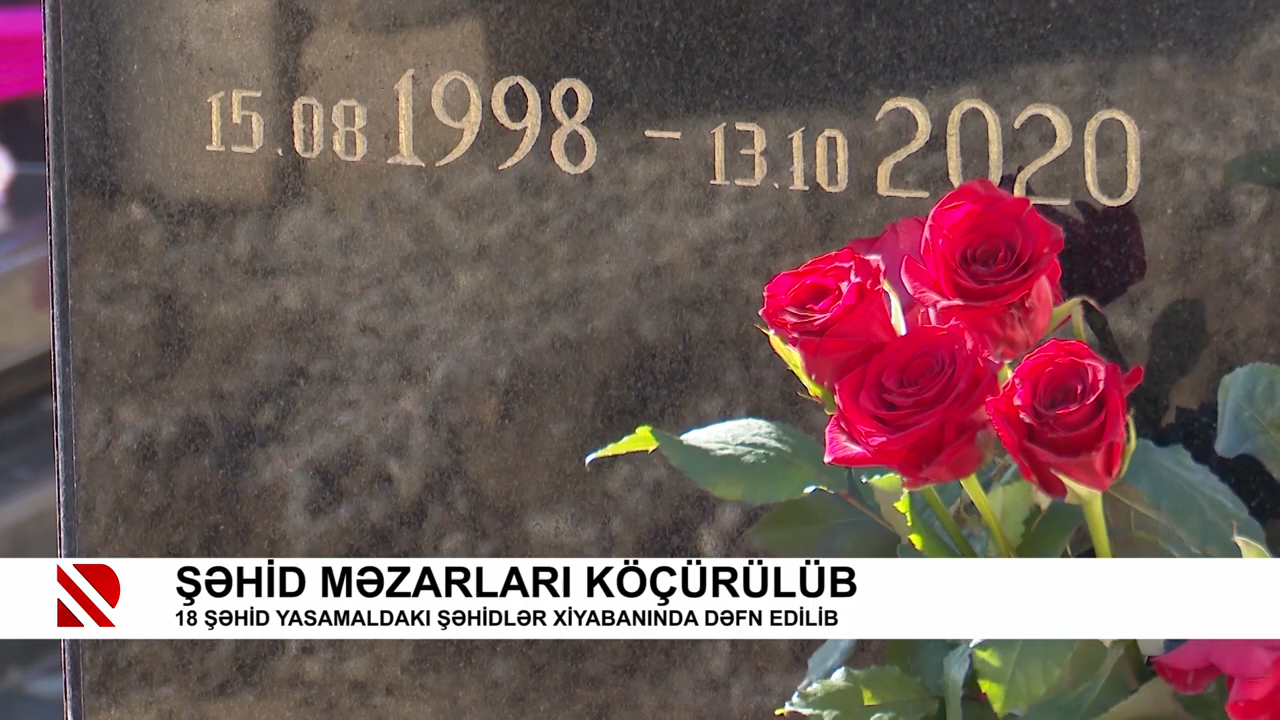 15.08 1998 – 13.10 2020
ŞƏHİD MƏZARLARI KÖÇÜRÜLÜB
18 ŞƏHİD YASAMALDAKI ŞƏHİDLƏR XİYABANINDA DƏFN EDİLİB